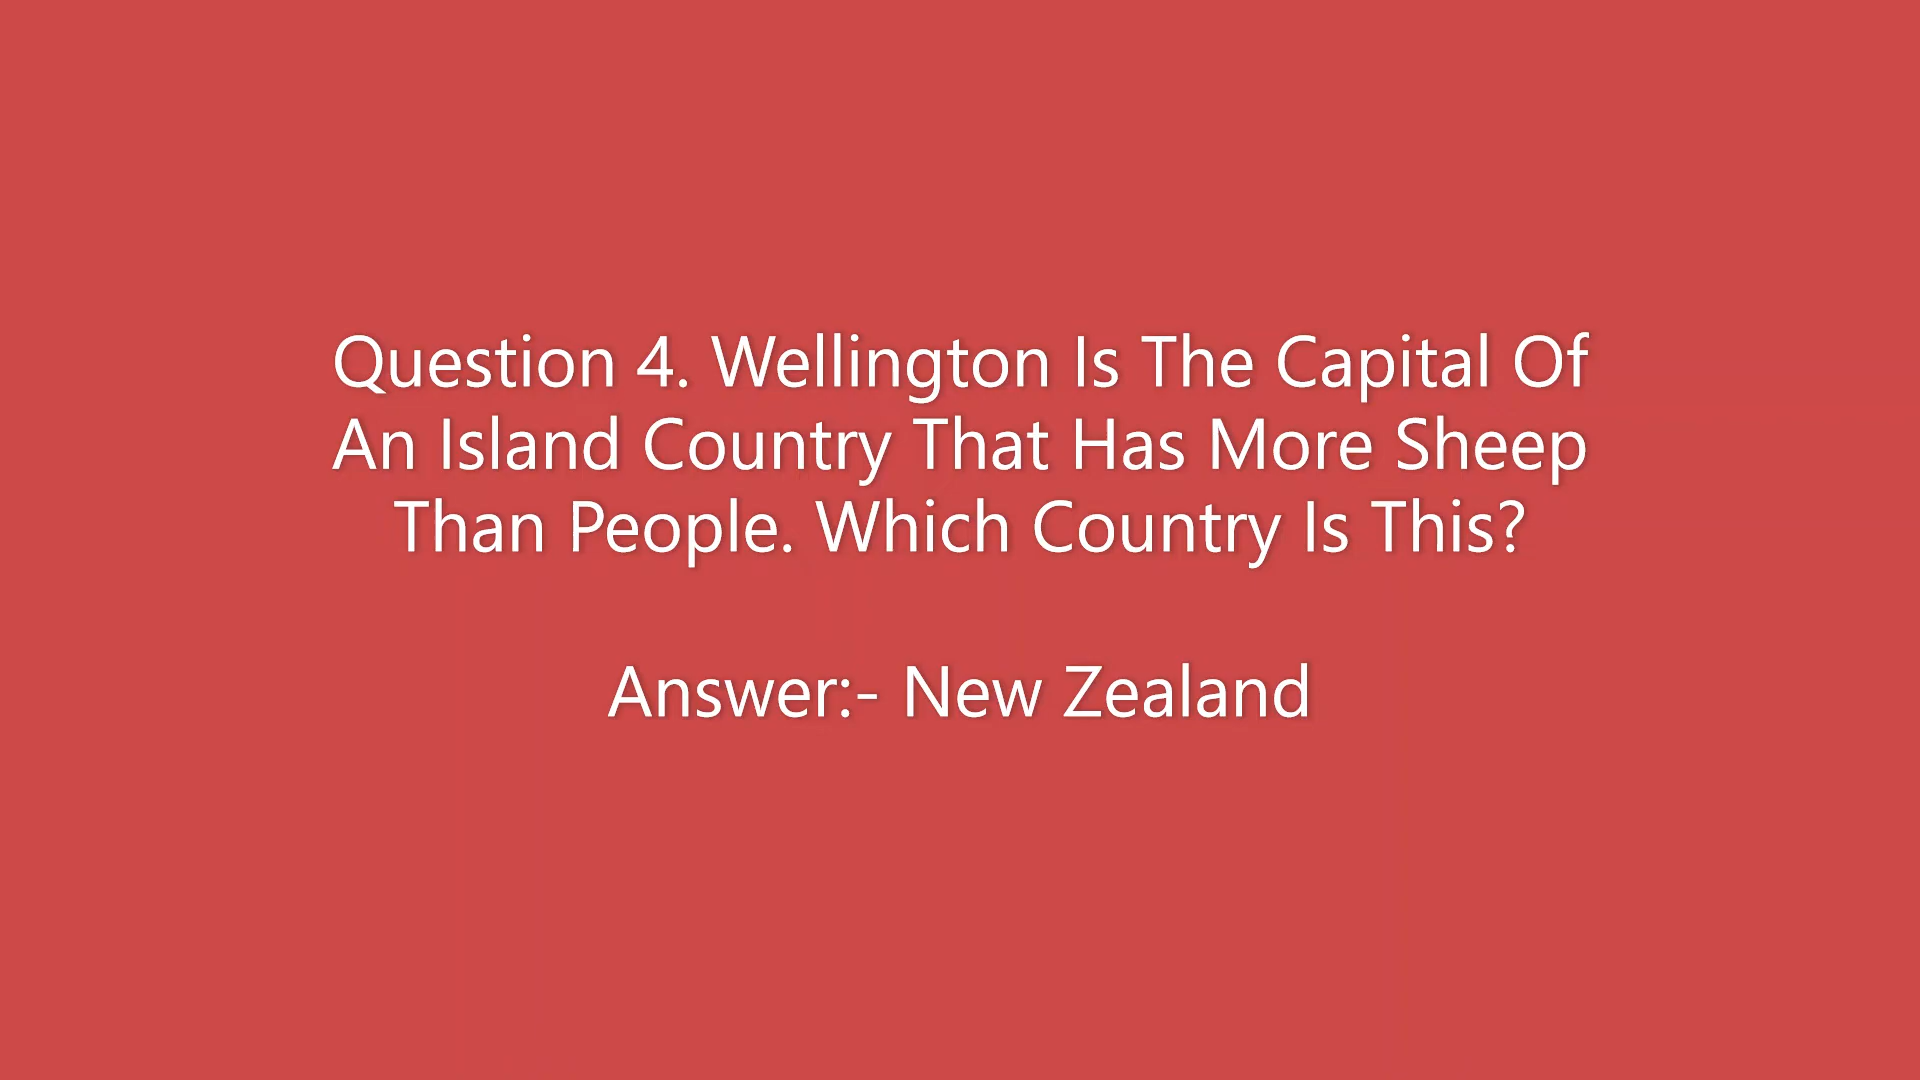 Question 4. Wellington Is The Capital Of
An Island Country That Has More Sheep
Than People. Which Country Is This?
Answer:- New Zealand